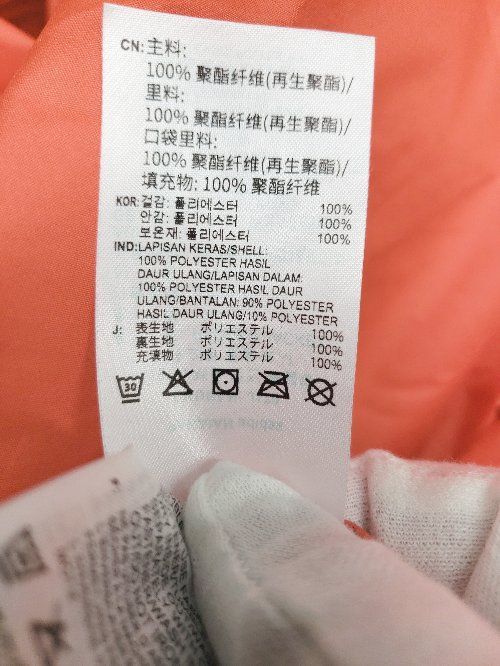 CN:主料:
100% 聚酯纤维(再生聚酯)/
里料:
100% 聚酯纤维(再生聚酯)/
口袋里料:
100% 聚酯纤维(再生聚酯)/
填充物: 100% 聚酯纤维
KOR: 겉감: 폴리에스터 100%
안감: 폴리에스터 100%
보온재: 폴리에스터 100%
IND:LAPISAN KERAS/SHELL:
100% POLYESTER HASIL
DAUR ULANG/LAPISAN DALAM:
100% POLYESTER HASIL DAUR
ULANG/BANTALAN: 90% POLYESTER
HASIL DAUR ULANG/10% POLYESTER
J: 表生地 ポリエステル 100%
裏生地 ポリエステル 100%
充填物 ポリエステル 100%
30